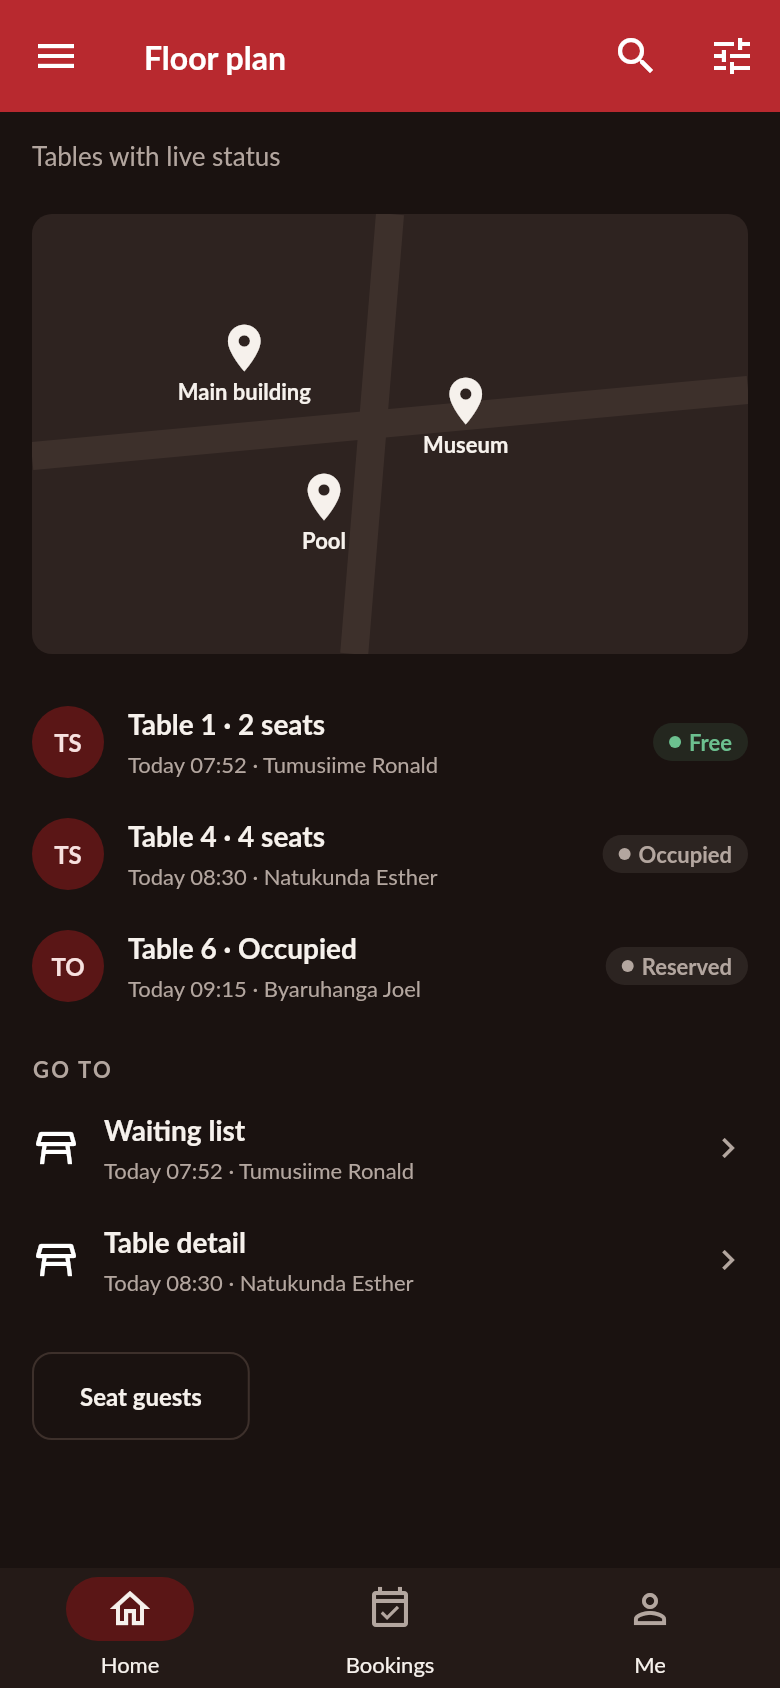 Floor plan
Tables with live status
Main building
Museum
Pool
TS
Table 1 · 2 seats
Today 07:52 · Tumusiime Ronald
Free
TS
Table 4 · 4 seats
Today 08:30 · Natukunda Esther
Occupied
TO
Table 6 · Occupied
Today 09:15 · Byaruhanga Joel
Reserved
GO TO
Waiting list
Today 07:52 · Tumusiime Ronald
Table detail
Today 08:30 · Natukunda Esther
Seat guests
Home
Bookings
Me